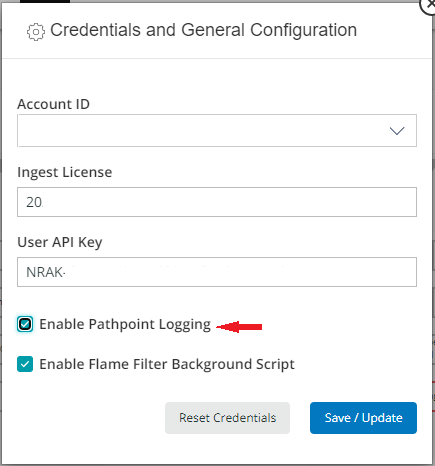 Credentials and General Configuration
Account ID
Ingest License
20
User API Key
NRAK-
Enable Pathpoint Logging
Enable Flame Filter Background Script
Reset Credentials
Save / Update